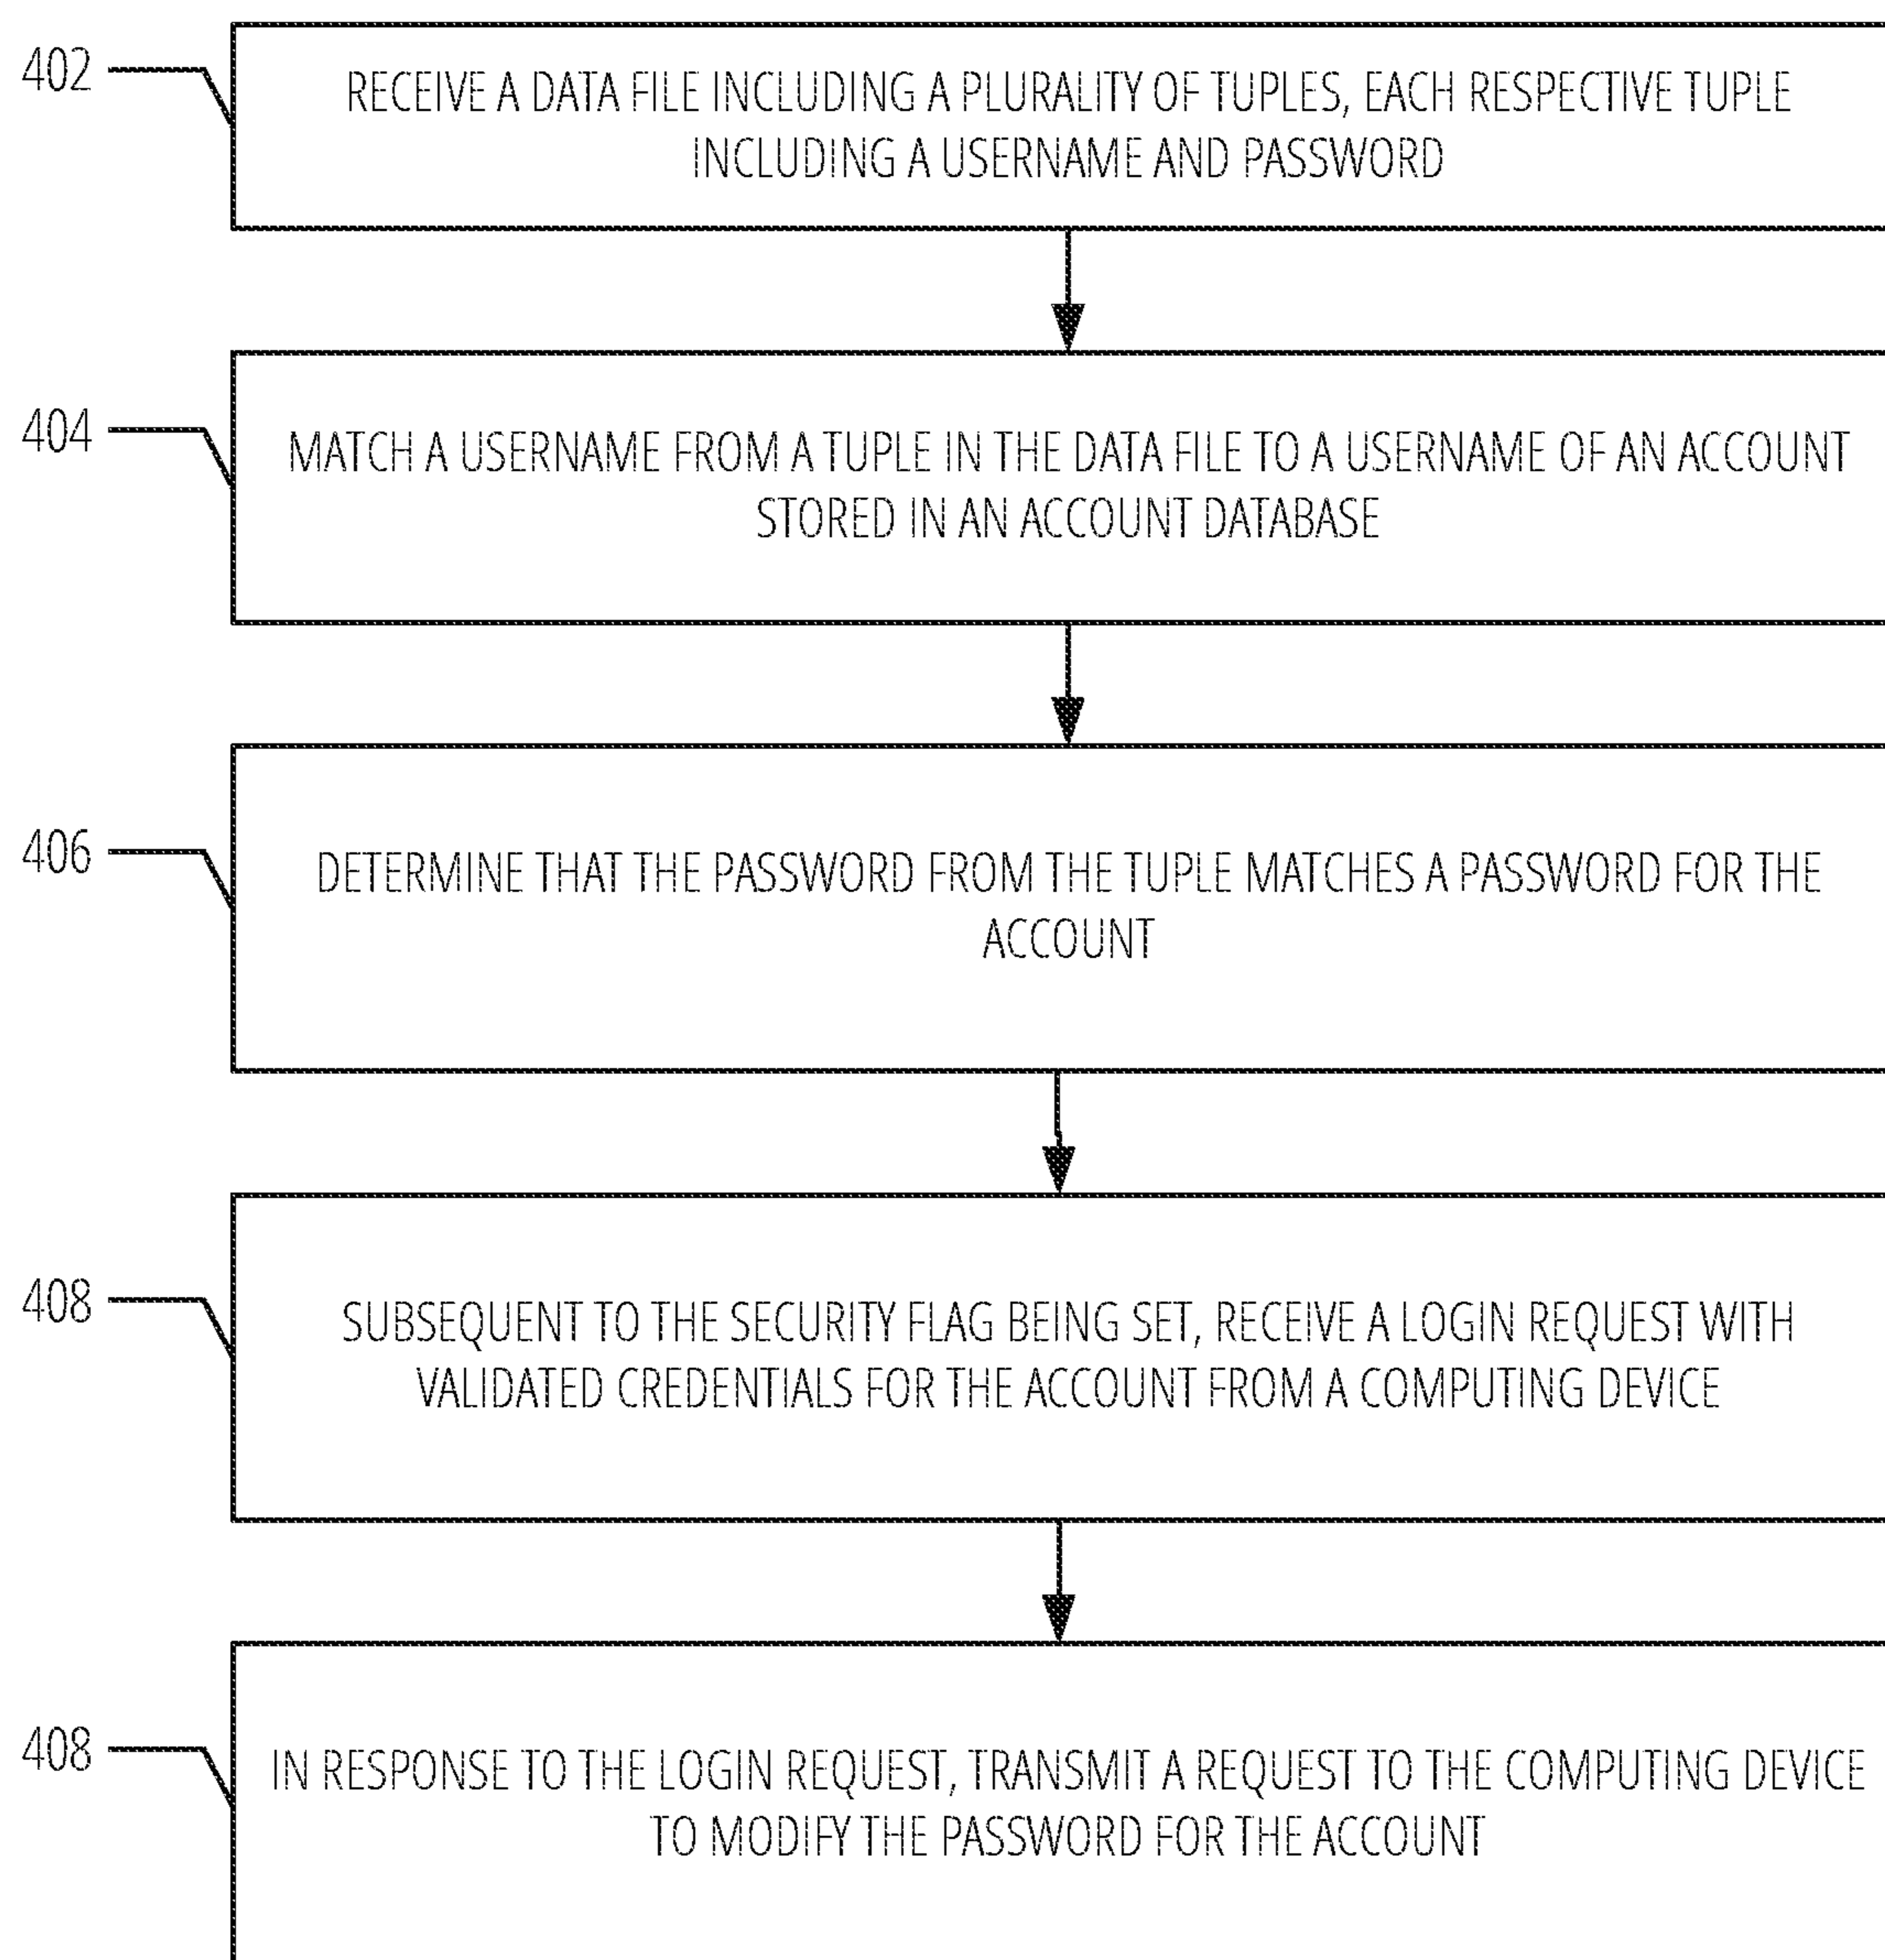 402
RECEIVE A DATA FILE INCLUDING A PLURALITY OF TUPLES, EACH RESPECTIVE TUPLE
INCLUDING A USERNAME AND PASSWORD
404
MATCH A USERNAME FROM A TUPLE IN THE DATA FILE TO A USERNAME OF AN ACCOUNT
STORED IN AN ACCOUNT DATABASE
406
DETERMINE THAT THE PASSWORD FROM THE TUPLE MATCHES A PASSWORD FOR THE
ACCOUNT
408
SUBSEQUENT TO THE SECURITY FLAG BEING SET, RECEIVE A LOGIN REQUEST WITH
VALIDATED CREDENTIALS FOR THE ACCOUNT FROM A COMPUTING DEVICE
408
IN RESPONSE TO THE LOGIN REQUEST, TRANSMIT A REQUEST TO THE COMPUTING DEVICE
TO MODIFY THE PASSWORD FOR THE ACCOUNT